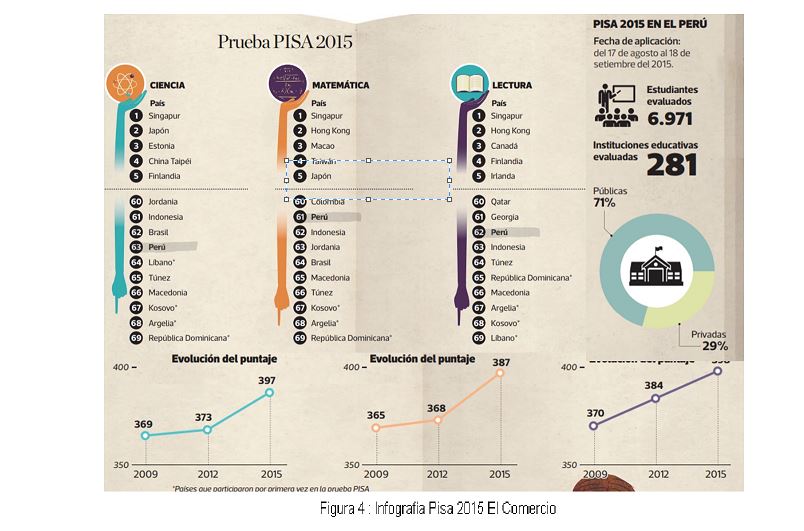 Prueba PISA 2015
CIENCIA
País
1 Singapur
2 Japón
3 Estonia
4 China Taipéi
5 Finlandia
60 Jordania
61 Indonesia
62 Brasil
63 Perú
64 Líbano*
65 Túnez
66 Macedonia
67 Kosovo*
68 Argelia*
69 República Dominicana*
MATEMÁTICA
País
1 Singapur
2 Hong Kong
3 Macao
4 Taiwán
5 Japón
60 Colombia
61 Perú
62 Indonesia
63 Jordania
64 Brasil
65 Macedonia
66 Túnez
67 Kosovo*
68 Argelia*
69 República Dominicana*
LECTURA
País
1 Singapur
2 Hong Kong
3 Canadá
4 Finlandia
5 Irlanda
60 Qatar
61 Georgia
62 Perú
63 Indonesia
64 Túnez
65 República Dominicana*
66 Macedonia
67 Argelia*
68 Kosovo*
69 Líbano*
PISA 2015 EN EL PERÚ
Fecha de aplicación:
del 17 de agosto al 18 de
setiembre del 2015.
Estudiantes
evaluados
6.971
Instituciones educativas
evaluadas 281
Públicas
71%
Privadas
29%
Evolución del puntaje
400
369
373
397
350
2009 2012 2015
Evolución del puntaje
400
365
368
387
350
2009 2012 2015
Evolución del puntaje
400
370
384
398
350
2009 2012 2015
*Países que participaron por primera vez en la prueba PISA
Figura 4 : Infografía Pisa 2015 El Comercio